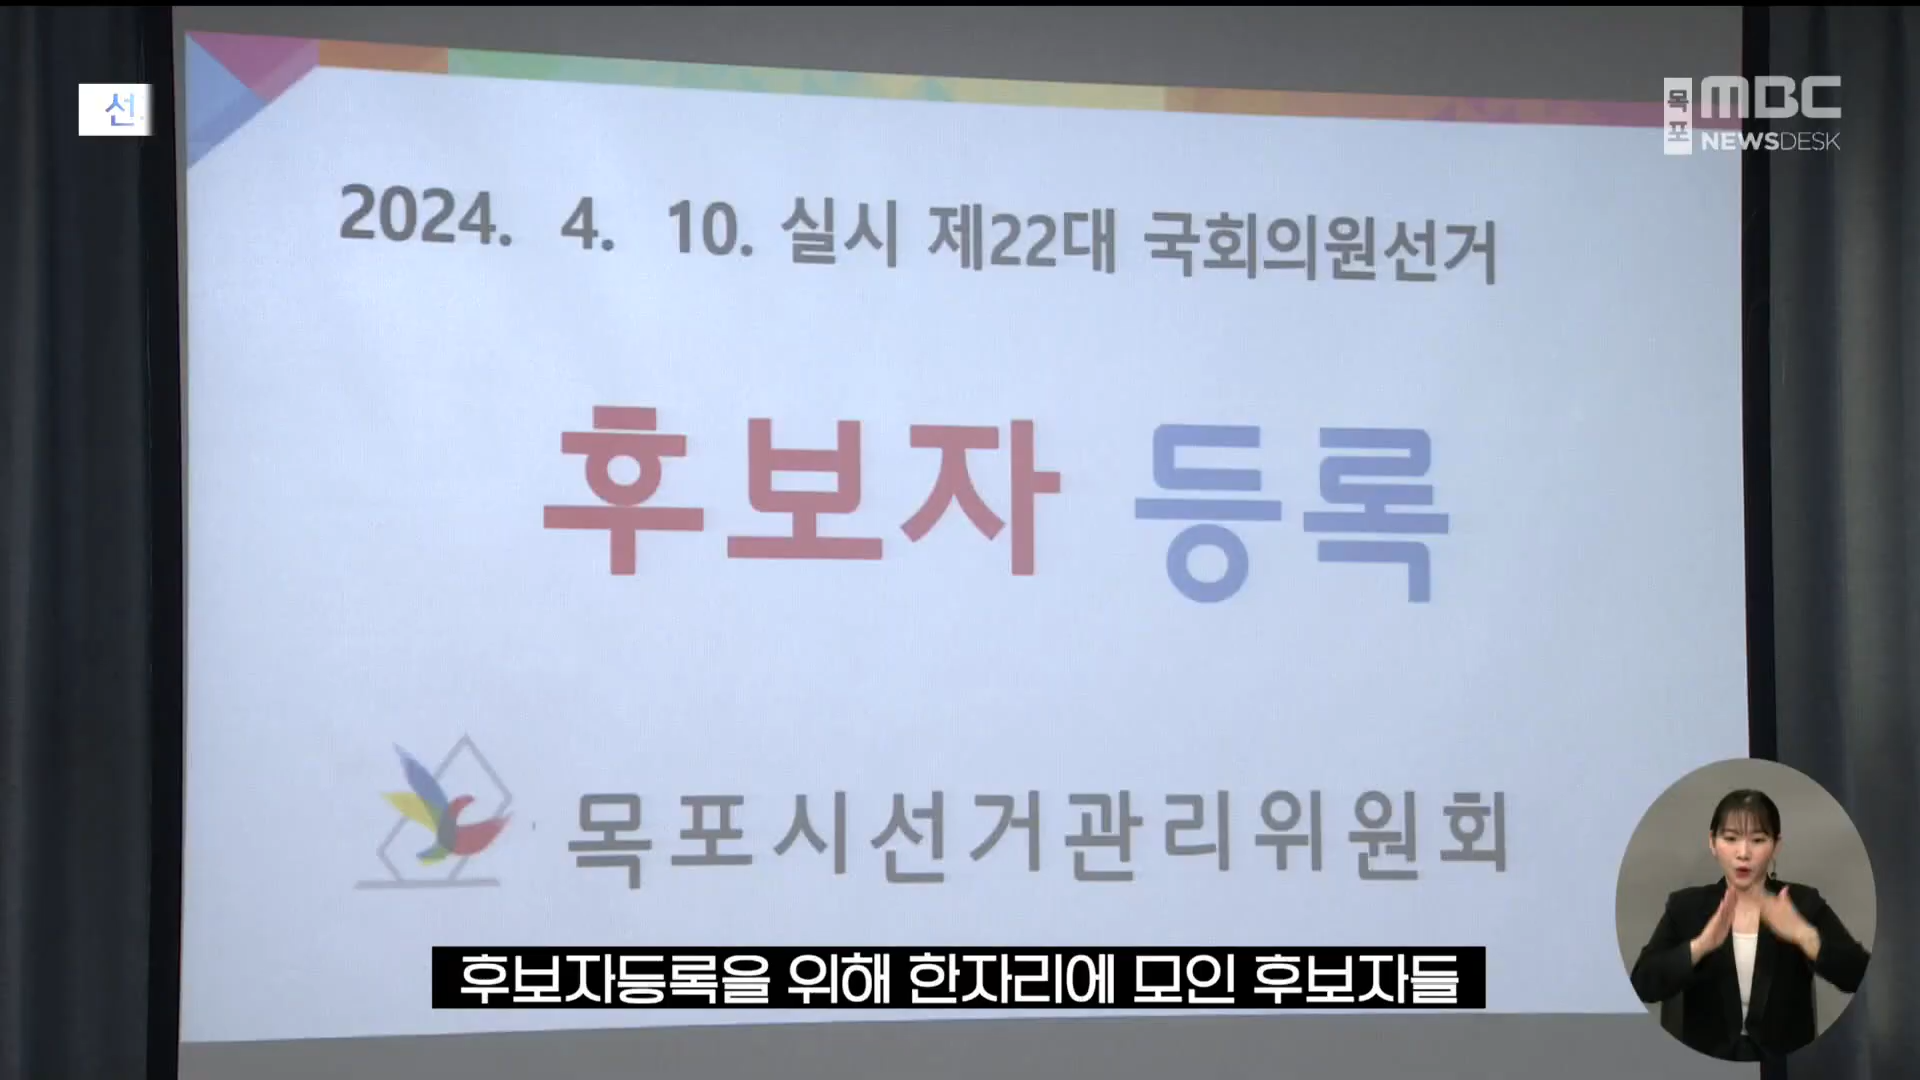 선
목포 MBC
NEWSDESK
2024. 4. 10. 실시 제22대 국회의원선거
후보자 등록
목포시선거관리위원회
후보자등록을 위해 한자리에 모인 후보자들